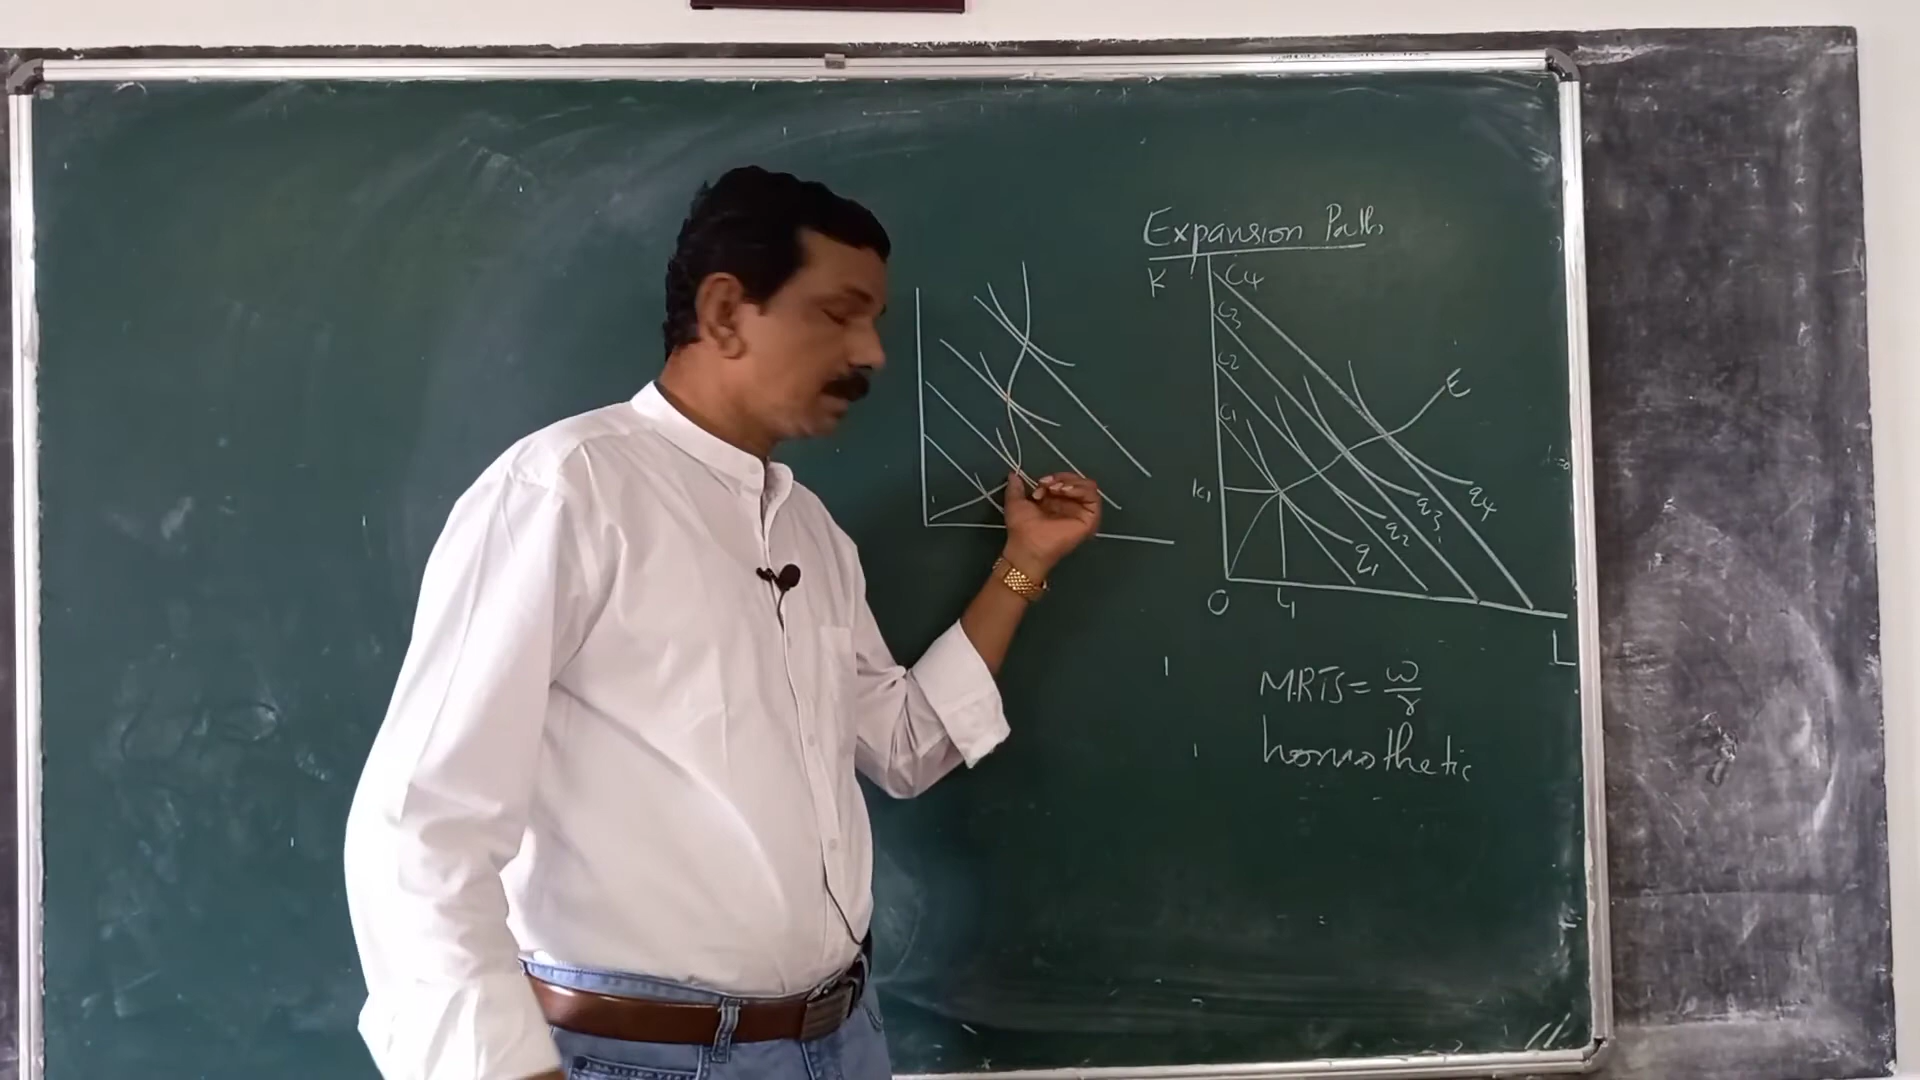 Expansion Path
K
C4
C3
C2
C1
E
K1
q4
q3
q2
q1
O
L1
L
MRTS = w/r
homothetic